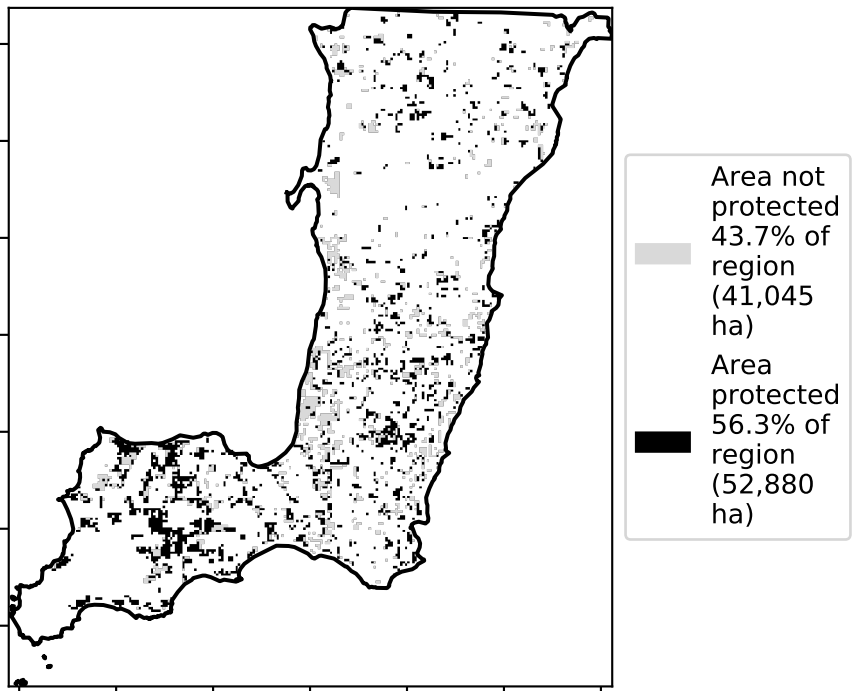 Area not
protected
43.7% of
region
(41,045
ha)
Area
protected
56.3% of
region
(52,880
ha)